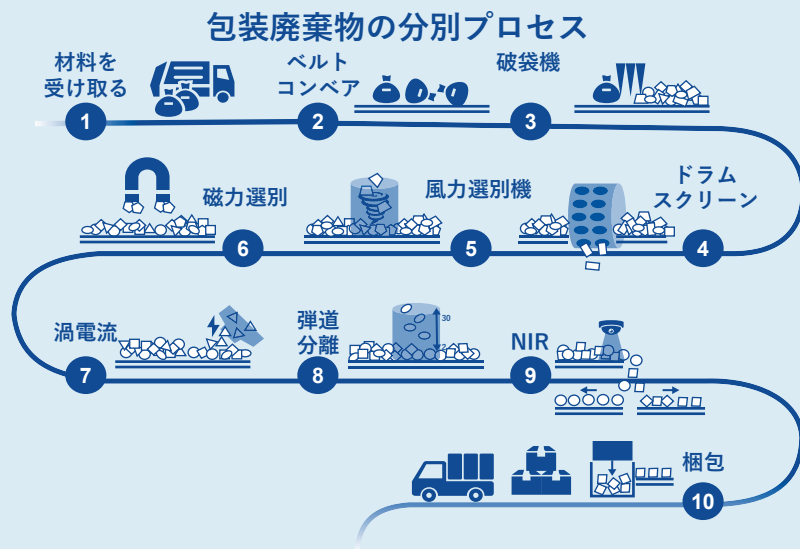 包装廃棄物の分別プロセス
材料を
受け取る
1
ベルト
コンベア
2
破袋機
3
ドラム
スクリーン
4
風力選別機
5
磁力選別
6
渦電流
7
弾道
分離
8
30
NIR
9
梱包
10